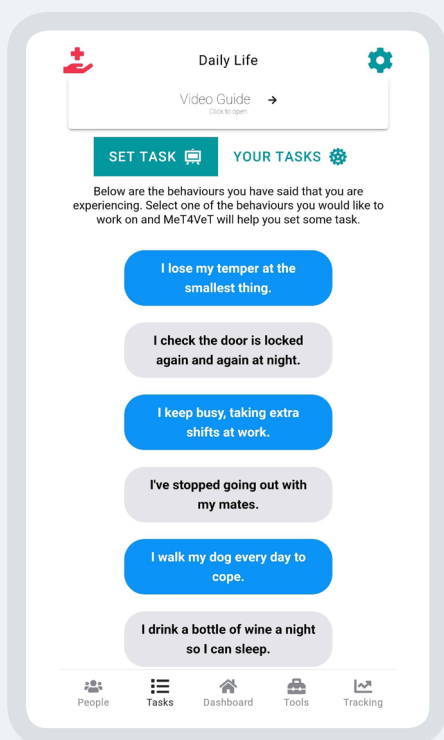 Daily Life
Video Guide
Click to open
SET TASK
YOUR TASKS
Below are the behaviours you have said that you are
experiencing. Select one of the behaviours you would like to
work on and MeT4VeT will help you set some task.
I lose my temper at the
smallest thing.
I check the door is locked
again and again at night.
I keep busy, taking extra
shifts at work.
I've stopped going out with
my mates.
I walk my dog every day to
cope.
I drink a bottle of wine a night
so I can sleep.
People Tasks Dashboard Tools Tracking